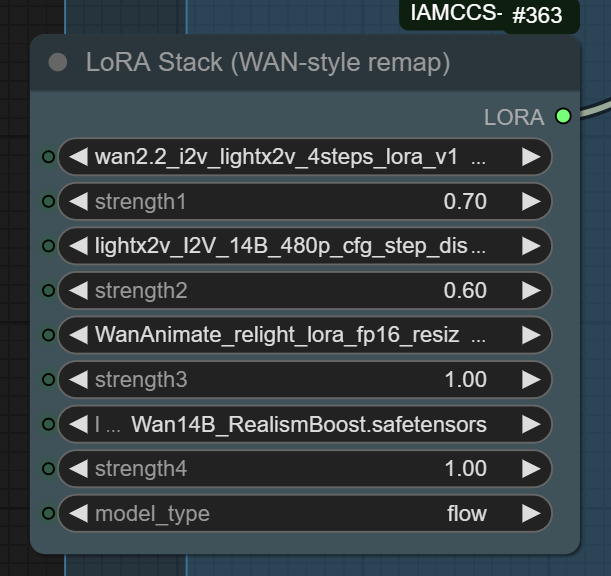 IAMCCS- #363
LoRA Stack (WAN-style remap)
LORA
wan2.2_i2v_lightx2v_4steps_lora_v1 ...
strength1 0.70
lightx2v_I2V_14B_480p_cfg_step_dis...
strength2 0.60
WanAnimate_relight_lora_fp16_resiz ...
strength3 1.00
l ... Wan14B_RealismBoost.safetensors
strength4 1.00
model_type flow